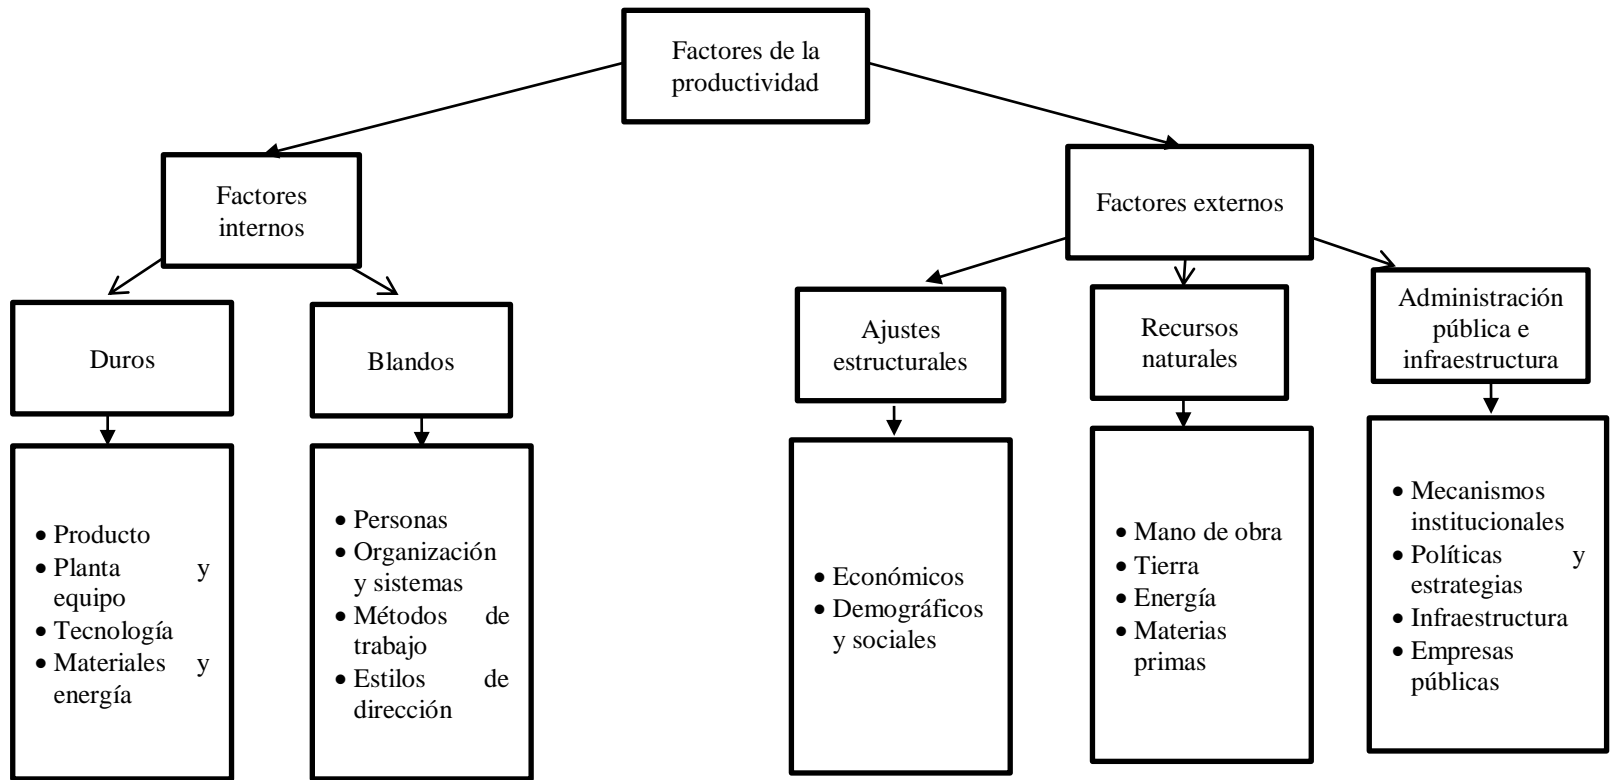 Factores de la
productividad
Factores
internos
Factores externos
Duros
Blandos
Ajustes
estructurales
Recursos
naturales
Administración
pública e
infraestructura
• Producto
• Planta y
equipo
• Tecnología
• Materiales y
energía
• Personas
• Organización
y sistemas
• Métodos de
trabajo
• Estilos de
dirección
• Económicos
• Demográficos
y sociales
• Mano de obra
• Tierra
• Energía
• Materias
primas
• Mecanismos
institucionales
• Políticas y
estrategias
• Infraestructura
• Empresas
públicas